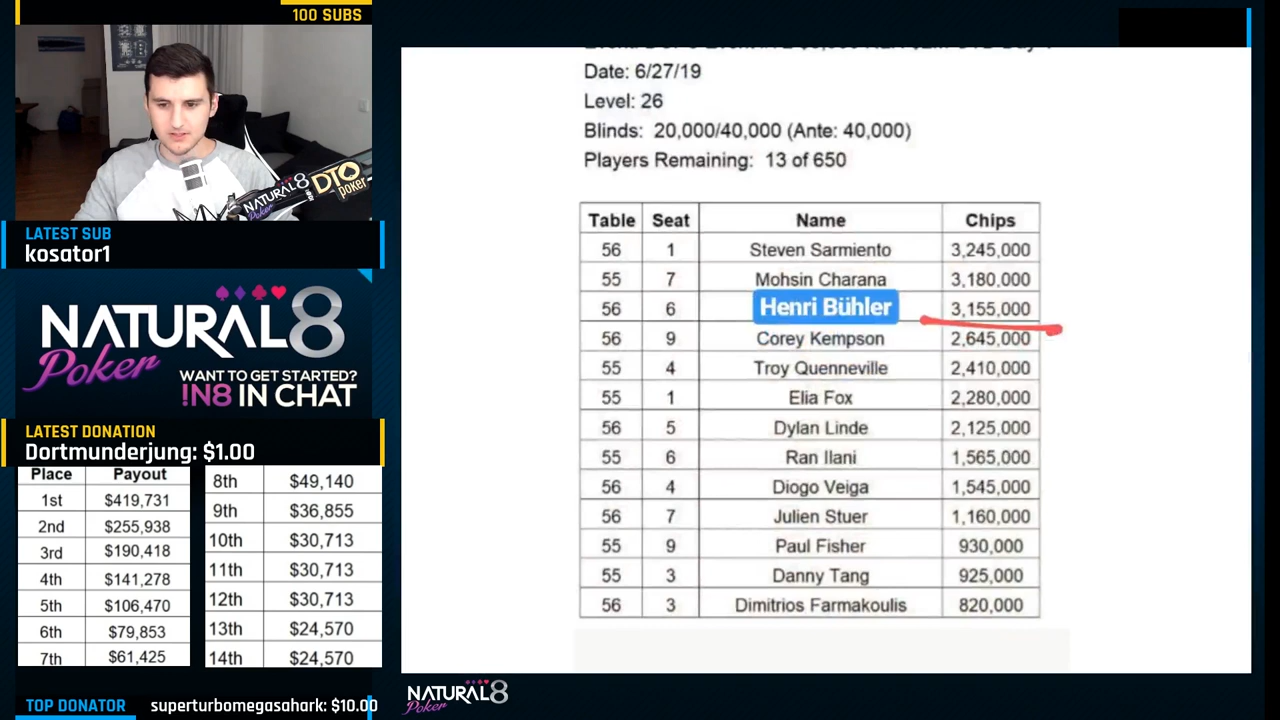 100 SUBS
NATURAL8
Poker
DTO
poker
LATEST SUB
kosator1
NATURAL8
Poker
WANT TO GET STARTED?
!N8 IN CHAT
LATEST DONATION
Dortmunderjung: $1.00
Place Payout
1st $419,731
2nd $255,938
3rd $190,418
4th $141,278
5th $106,470
6th $79,853
7th $61,425
8th $49,140
9th $36,855
10th $30,713
11th $30,713
12th $30,713
13th $24,570
14th $24,570
TOP DONATOR superturbomegasahark: $10.00
Date: 6/27/19
Level: 26
Blinds: 20,000/40,000 (Ante: 40,000)
Players Remaining: 13 of 650
Table Seat Name Chips
56 1 Steven Sarmiento 3,245,000
55 7 Mohsin Charana 3,180,000
56 6 Henri Bühler 3,155,000
56 9 Corey Kempson 2,645,000
55 4 Troy Quenneville 2,410,000
55 1 Elia Fox 2,280,000
56 5 Dylan Linde 2,125,000
55 6 Ran Ilani 1,565,000
56 4 Diogo Veiga 1,545,000
56 7 Julien Stuer 1,160,000
55 9 Paul Fisher 930,000
55 3 Danny Tang 925,000
56 3 Dimitrios Farmakoulis 820,000
NATURAL8
Poker